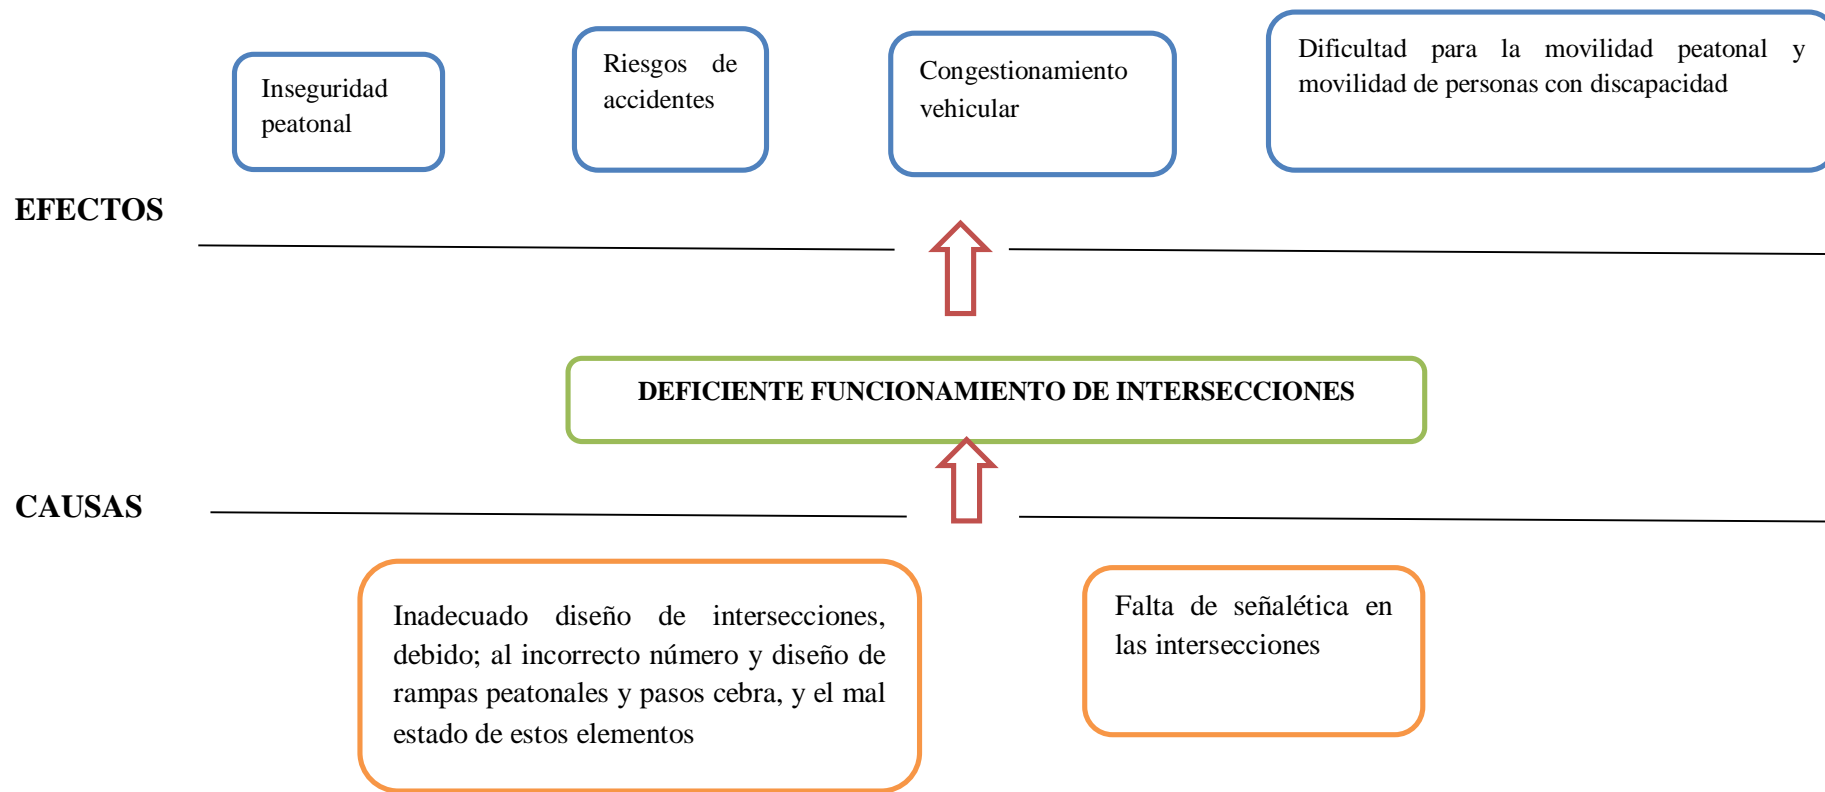 Inseguridad
peatonal
Riesgos de
accidentes
Congestionamiento
vehicular
Dificultad para la movilidad peatonal y
movilidad de personas con discapacidad
EFECTOS
DEFICIENTE FUNCIONAMIENTO DE INTERSECCIONES
CAUSAS
Inadecuado diseño de intersecciones,
debido; al incorrecto número y diseño de
rampas peatonales y pasos cebra, y el mal
estado de estos elementos
Falta de señalética en
las intersecciones